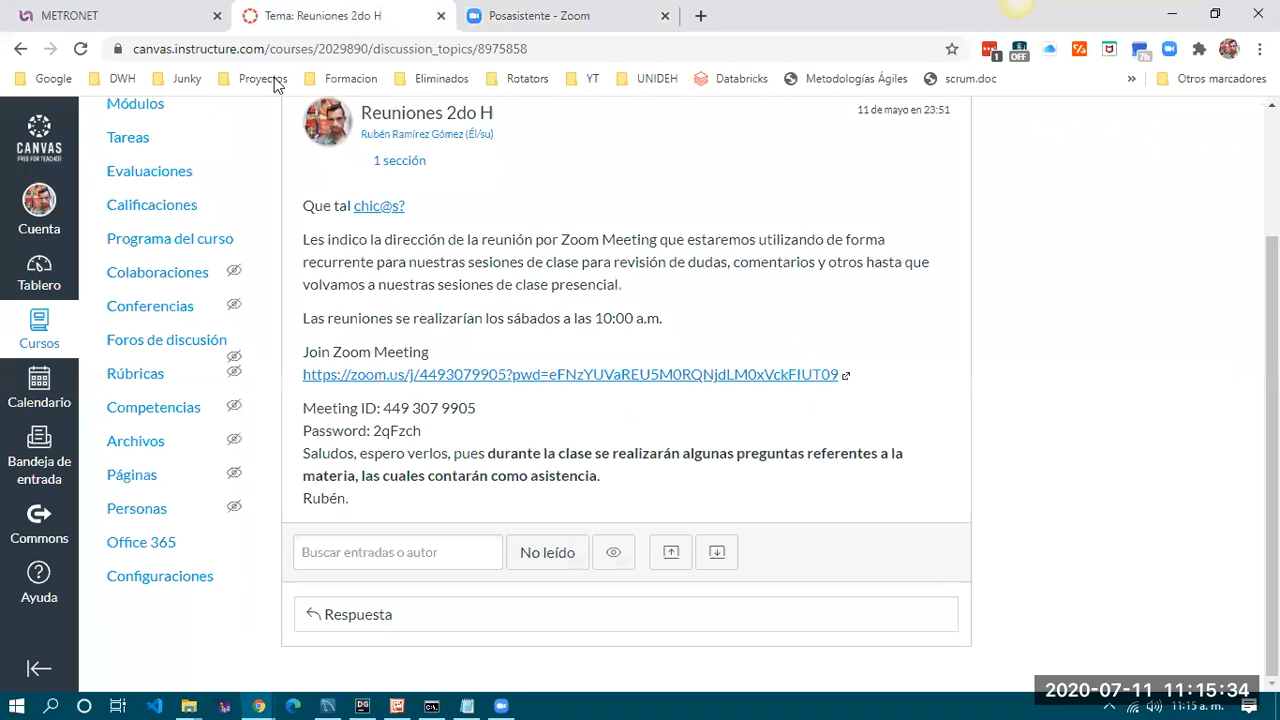 METRONET
Tema: Reuniones 2do H
Posasistente - Zoom
canvas.instructure.com/courses/2029890/discussion_topics/8975858
1
OFF
7h
Google
DWH
Junky
Proyectos
Formacion
Eliminados
Rotators
YT
UNIDEH
Databricks
Metodologías Ágiles
scrum.doc
»
Otros marcadores
CANVAS
FREE FOR TEACHER
Cuenta
Tablero
Cursos
Calendario
Bandeja de
entrada
Commons
Ayuda
Módulos
Tareas
Evaluaciones
Calificaciones
Programa del curso
Colaboraciones
Conferencias
Foros de discusión
Rúbricas
Competencias
Archivos
Páginas
Personas
Office 365
Configuraciones
Reuniones 2do H
11 de mayo en 23:51
Rubén Ramírez Gómez (Él/su)
1 sección
Que tal chic@s?
Les indico la dirección de la reunión por Zoom Meeting que estaremos utilizando de forma
recurrente para nuestras sesiones de clase para revisión de dudas, comentarios y otros hasta que
volvamos a nuestras sesiones de clase presencial.
Las reuniones se realizarían los sábados a las 10:00 a.m.
Join Zoom Meeting
https://zoom.us/j/4493079905?pwd=eFNzYUVaREU5M0RQNjdLM0xVckFIUT09
Meeting ID: 449 307 9905
Password: 2qFzch
Saludos, espero verlos, pues durante la clase se realizarán algunas preguntas referentes a la
materia, las cuales contarán como asistencia.
Rubén.
Buscar entradas o autor
No leído
Respuesta
2020-07-11 11:15:34
11:15 a. m.